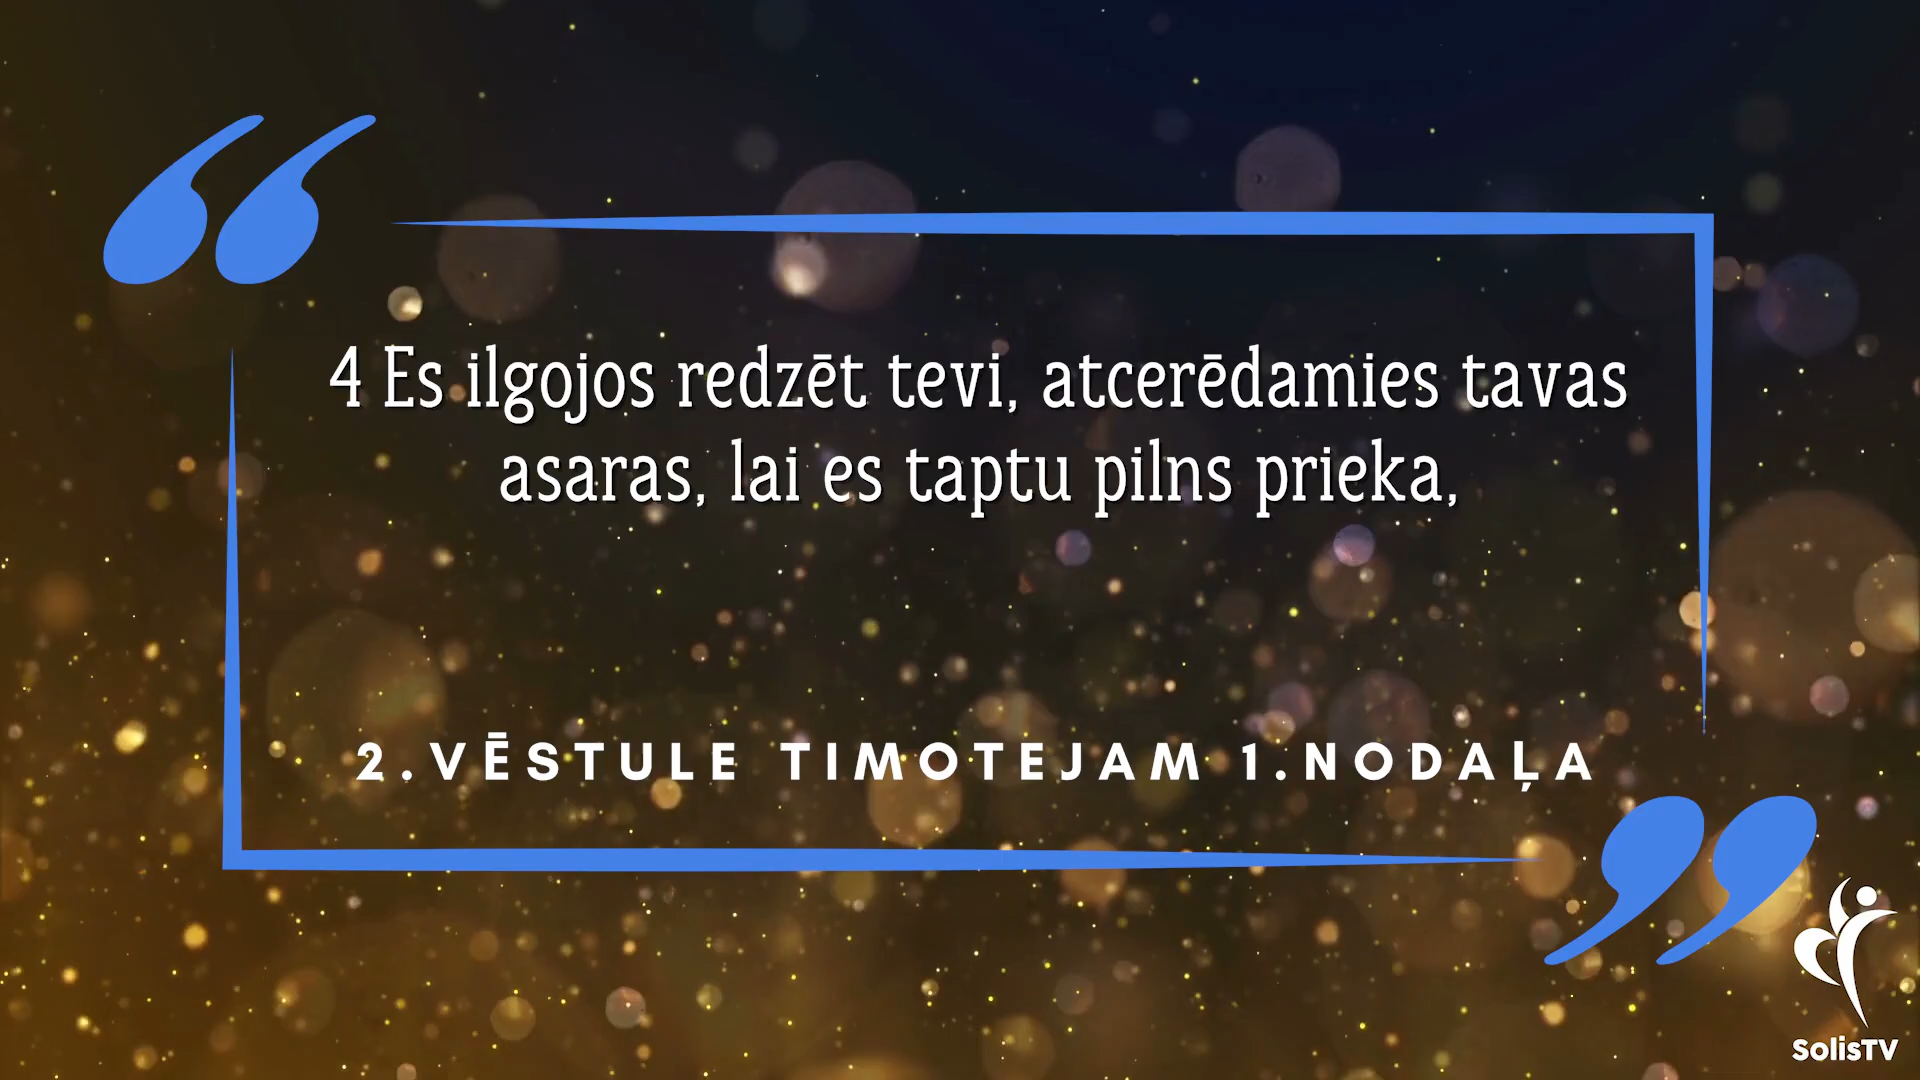 4 Es ilgojos redzēt tevi, atcerēdamies tavas
asaras, lai es taptu pilns prieka,
2.VĒSTULE TIMOTEJAM 1.NODAĻA
SolisTV